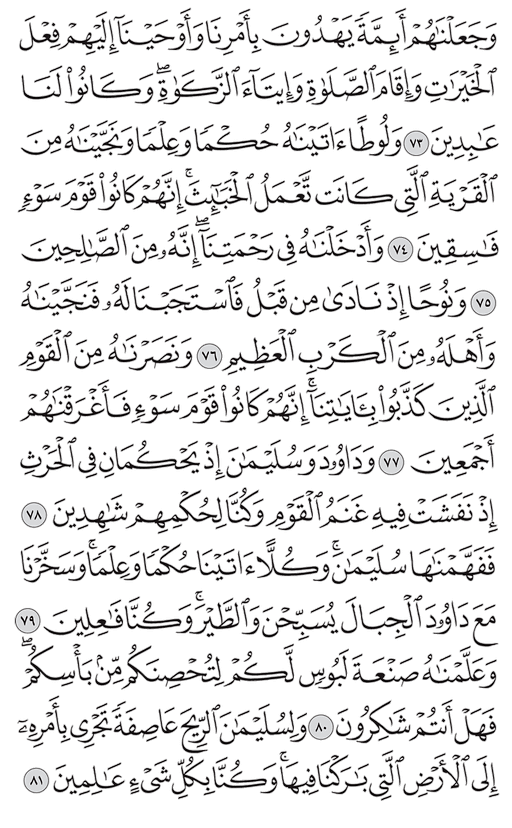 وَجَعَلْنَٰهُمْ أَئِمَّةً يَهْدُونَ بِأَمْرِنَا وَأَوْحَيْنَآ إِلَيْهِمْ فِعْلَ
ٱلْخَيْرَٰتِ وَإِقَامَ ٱلصَّلَوٰةِ وَإِيتَآءَ ٱلزَّكَوٰةِ ۖ وَكَانُوا۟ لَنَا
عَٰبِدِينَ ٧٣ وَلُوطًا ءَاتَيْنَٰهُ حُكْمًا وَعِلْمًا وَنَجَّيْنَٰهُ مِنَ
ٱلْقَرْيَةِ ٱلَّتِى كَانَت تَّعْمَلُ ٱلْخَبَٰٓئِثَ ۗ إِنَّهُمْ كَانُوا۟ قَوْمَ سَوْءٍ
فَٰسِقِينَ ٧٤ وَأَدْخَلْنَٰهُ فِى رَحْمَتِنَآ ۖ إِنَّهُۥ مِنَ ٱلصَّٰلِحِينَ
٧٥ وَنُوحًا إِذْ نَادَىٰ مِن قَبْلُ فَٱسْتَجَبْنَا لَهُۥ فَنَجَّيْنَٰهُ
وَأَهْلَهُۥ مِنَ ٱلْكَرْبِ ٱلْعَظِيمِ ٧٦ وَنَصَرْنَٰهُ مِنَ ٱلْقَوْمِ
ٱلَّذِينَ كَذَّبُوا۟ بِـَٔايَٰتِنَآ ۚ إِنَّهُمْ كَانُوا۟ قَوْمَ سَوْءٍ فَأَغْرَقْنَٰهُمْ
أَجْمَعِينَ ٧٧ وَدَاوُۥدَ وَسُلَيْمَٰنَ إِذْ يَحْكُمَانِ فِى ٱلْحَرْثِ
إِذْ نَفَشَتْ فِيهِ غَنَمُ ٱلْقَوْمِ وَكُنَّا لِحُكْمِهِمْ شَٰهِدِينَ ٧٨
فَفَهَّمْنَٰهَا سُلَيْمَٰنَ ۚ وَكُلًّا ءَاتَيْنَا حُكْمًا وَعِلْمًا ۚ وَسَخَّرْنَا
مَعَ دَاوُۥدَ ٱلْجِبَالَ يُسَبِّحْنَ وَٱلطَّيْرَ ۚ وَكُنَّا فَٰعِلِينَ ٧٩
وَعَلَّمْنَٰهُ صَنْعَةَ لَبُوسٍ لَّكُمْ لِتُحْصِنَكُم مِّنۢ بَأْسِكُمْ ۖ
فَهَلْ أَنتُمْ شَٰكِرُونَ ٨٠ وَلِسُلَيْمَٰنَ ٱلرِّيحَ عَاصِفَةً تَجْرِى بِأَمْرِهِۦٓ
إِلَى ٱلْأَرْضِ ٱلَّتِى بَٰرَكْنَا فِيهَا ۚ وَكُنَّا بِكُلِّ شَىْءٍ عَٰلِمِينَ ٨١